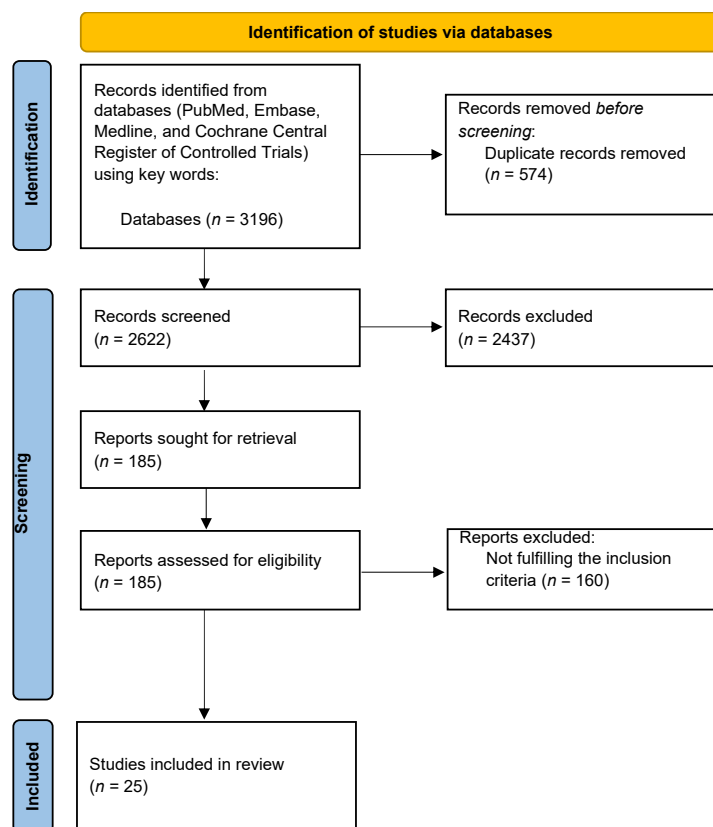 Identification of studies via databases
Identification
Records identified from
databases (PubMed, Embase,
Medline, and Cochrane Central
Register of Controlled Trials)
using key words:
Databases (n = 3196)
Records removed before
screening:
Duplicate records removed
(n = 574)
Screening
Records screened
(n = 2622)
Records excluded
(n = 2437)
Reports sought for retrieval
(n = 185)
Reports assessed for eligibility
(n = 185)
Reports excluded:
Not fulfilling the inclusion
criteria (n = 160)
Included
Studies included in review
(n = 25)